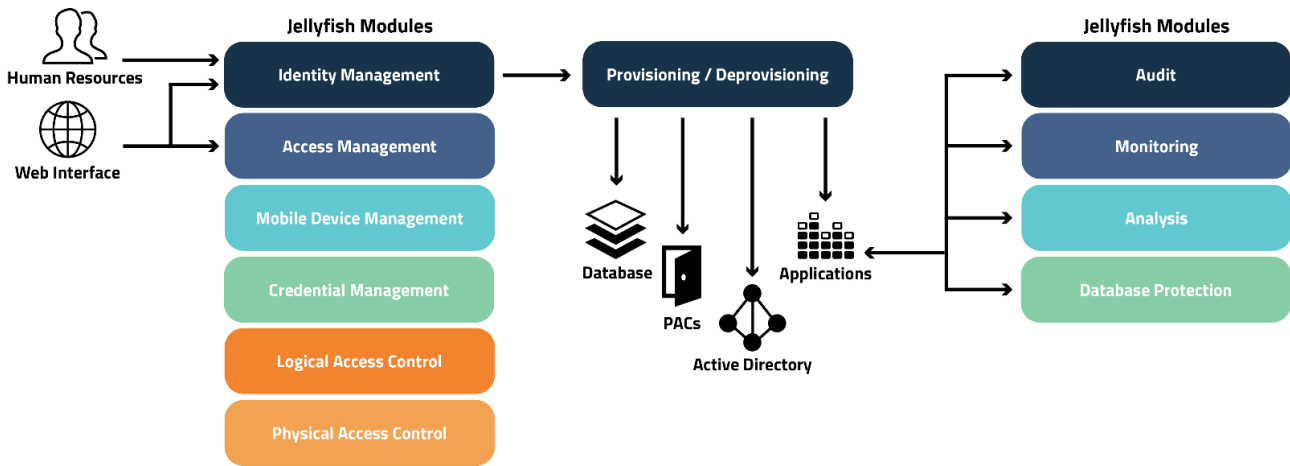 Jellyfish Modules
Human Resources
Web Interface
Identity Management
Access Management
Mobile Device Management
Credential Management
Logical Access Control
Physical Access Control
Provisioning / Deprovisioning
Database
PACs
Active Directory
Applications
Jellyfish Modules
Audit
Monitoring
Analysis
Database Protection